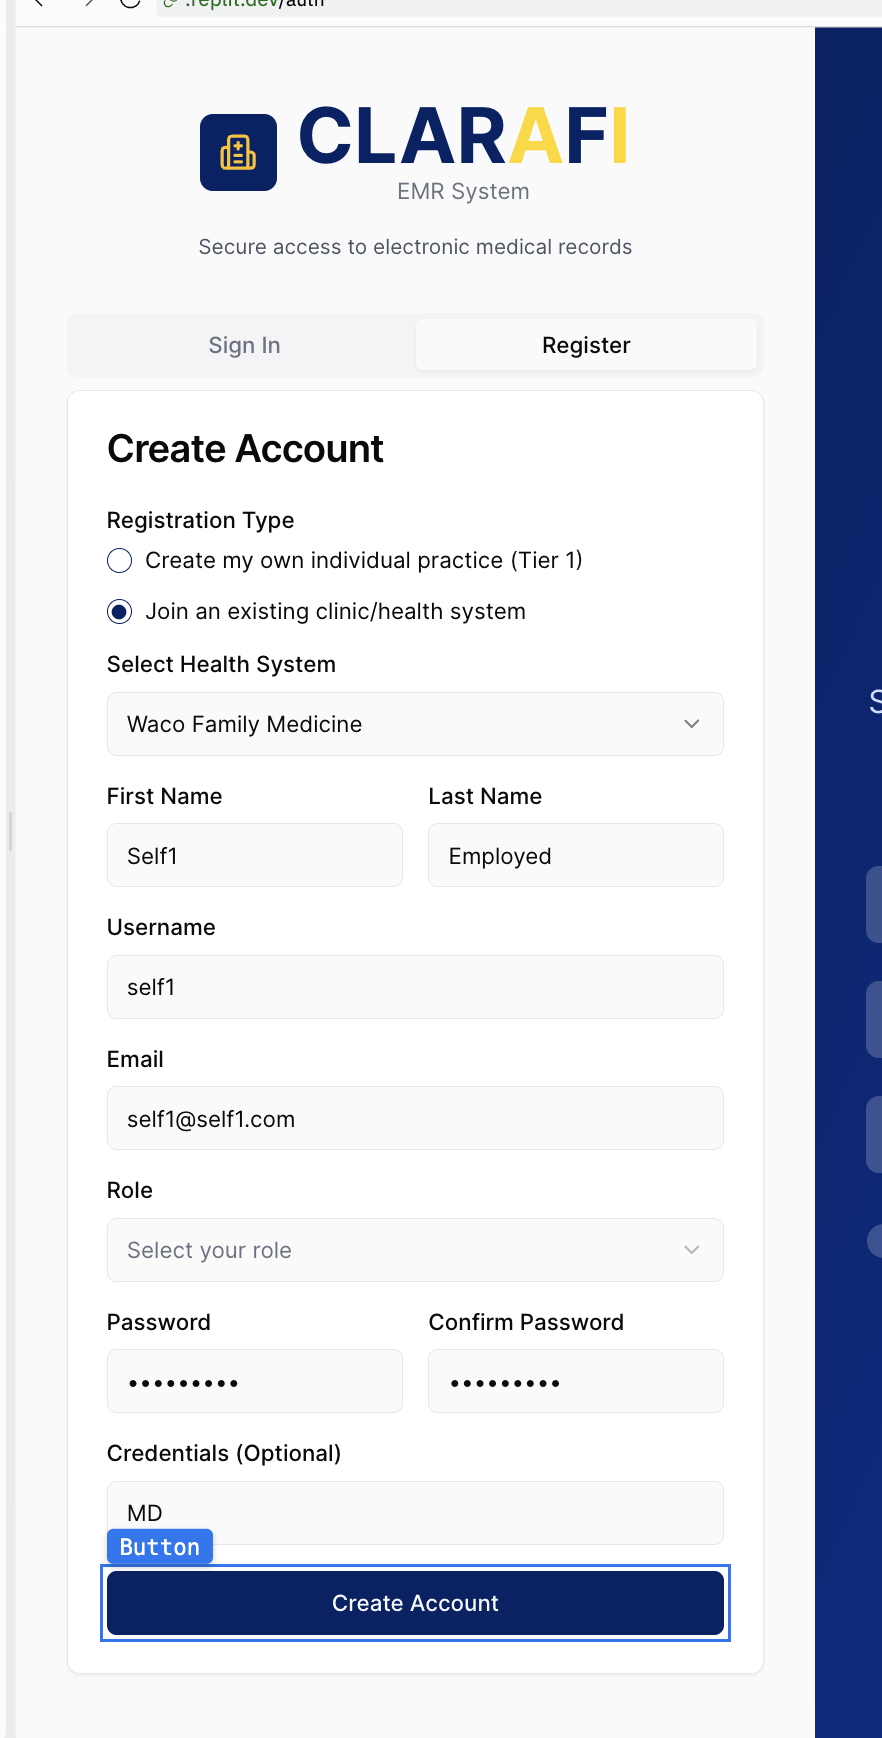 .replit.dev/auth
CLARAFI
EMR System
Secure access to electronic medical records
Sign In
Register
Create Account
Registration Type
Create my own individual practice (Tier 1)
Join an existing clinic/health system
Select Health System
Waco Family Medicine
First Name
Last Name
Self1
Employed
Username
self1
Email
self1@self1.com
Role
Select your role
Password
Confirm Password
•••••••••
•••••••••
Credentials (Optional)
MD
Button
Create Account
S